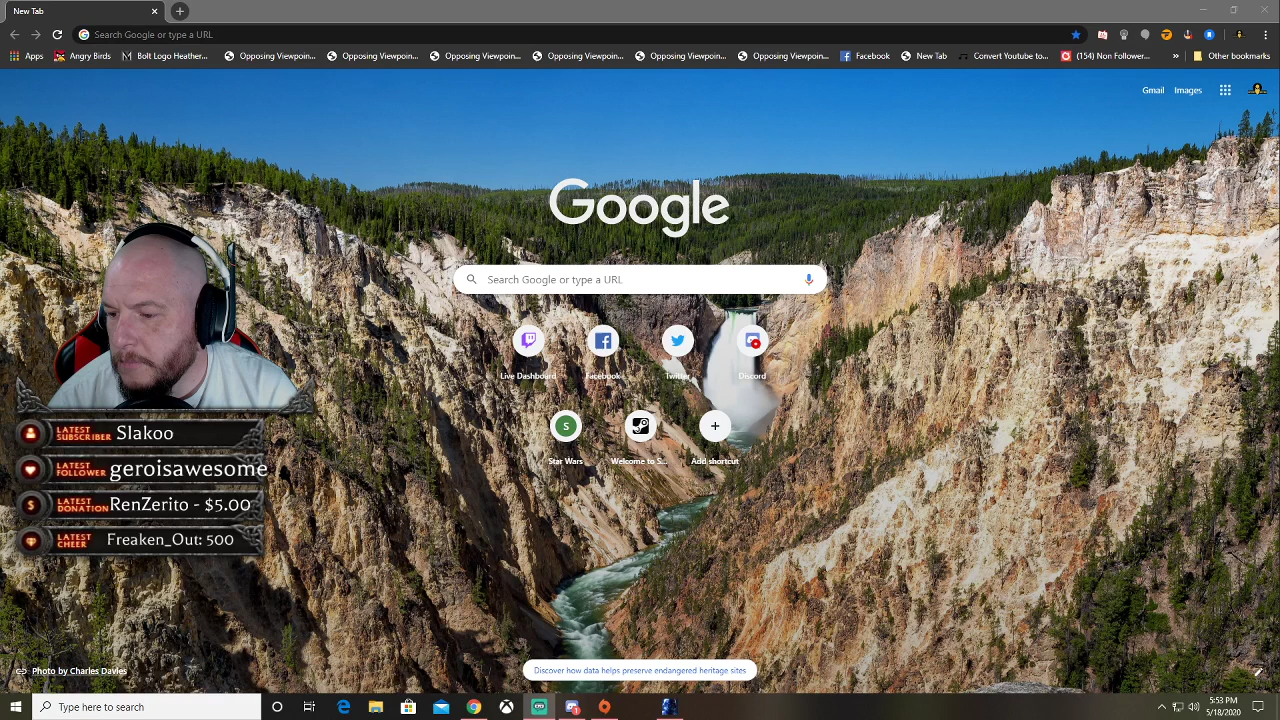 New Tab
Search Google or type a URL
Apps
Angry Birds
Bolt Logo Heather...
Opposing Viewpoin...
Opposing Viewpoin...
Opposing Viewpoin...
Opposing Viewpoin...
Opposing Viewpoin...
Opposing Viewpoin...
Facebook
New Tab
Convert Youtube to...
(154) Non Follower...
»
Other bookmarks
Gmail
Images
Google
Search Google or type a URL
Live Dashboard
Facebook
Twitter
Discord
S
Star Wars
Welcome to S...
Add shortcut
LATEST SUBSCRIBER Slakoo
LATEST FOLLOWER geroisawesome
LATEST DONATION RenZerito - $5.00
LATEST CHEER Freaken_Out: 500
Photo by Charles Davies
Discover how data helps preserve endangered heritage sites
Type here to search
5:53 PM
5/18/2020